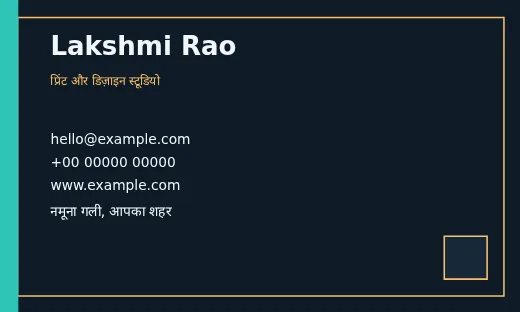 Lakshmi Rao
प्रिंट और डिज़ाइन स्टूडियो
hello@example.com
+00 00000 00000
www.example.com
नमूना गली, आपका शहर